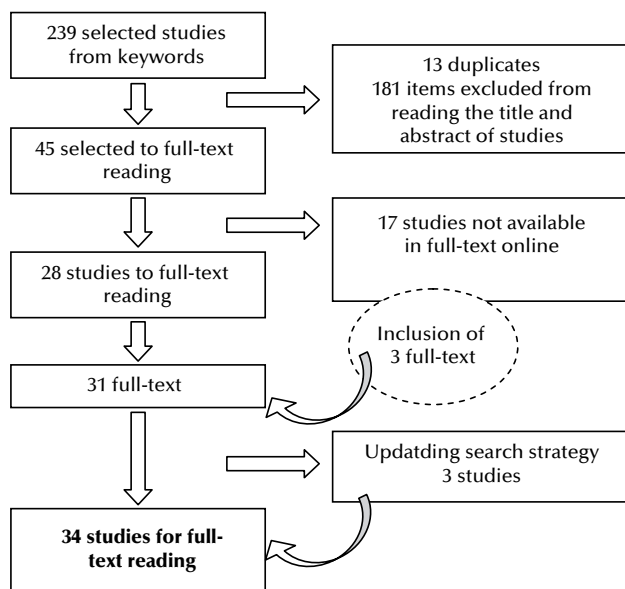 239 selected studies
from keywords
13 duplicates
181 items excluded from
reading the title and
abstract of studies
45 selected to full-text
reading
17 studies not available
in full-text online
28 studies to full-text
reading
Inclusion of
3 full-text
31 full-text
Updatding search strategy
3 studies
34 studies for full-
text reading